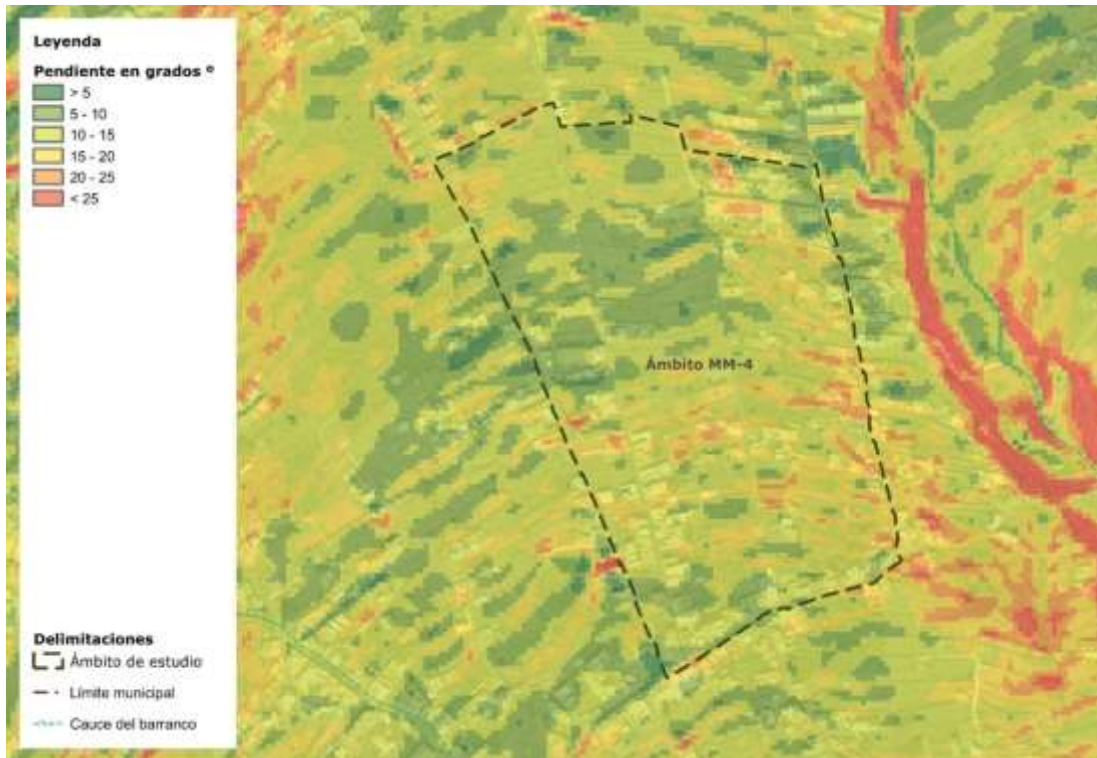 Leyenda
Pendiente en grados º
> 5
5 - 10
10 - 15
15 - 20
20 - 25
< 25
Ámbito MM-4
Delimitaciones
Ámbito de estudio
Límite municipal
Cauce del barranco